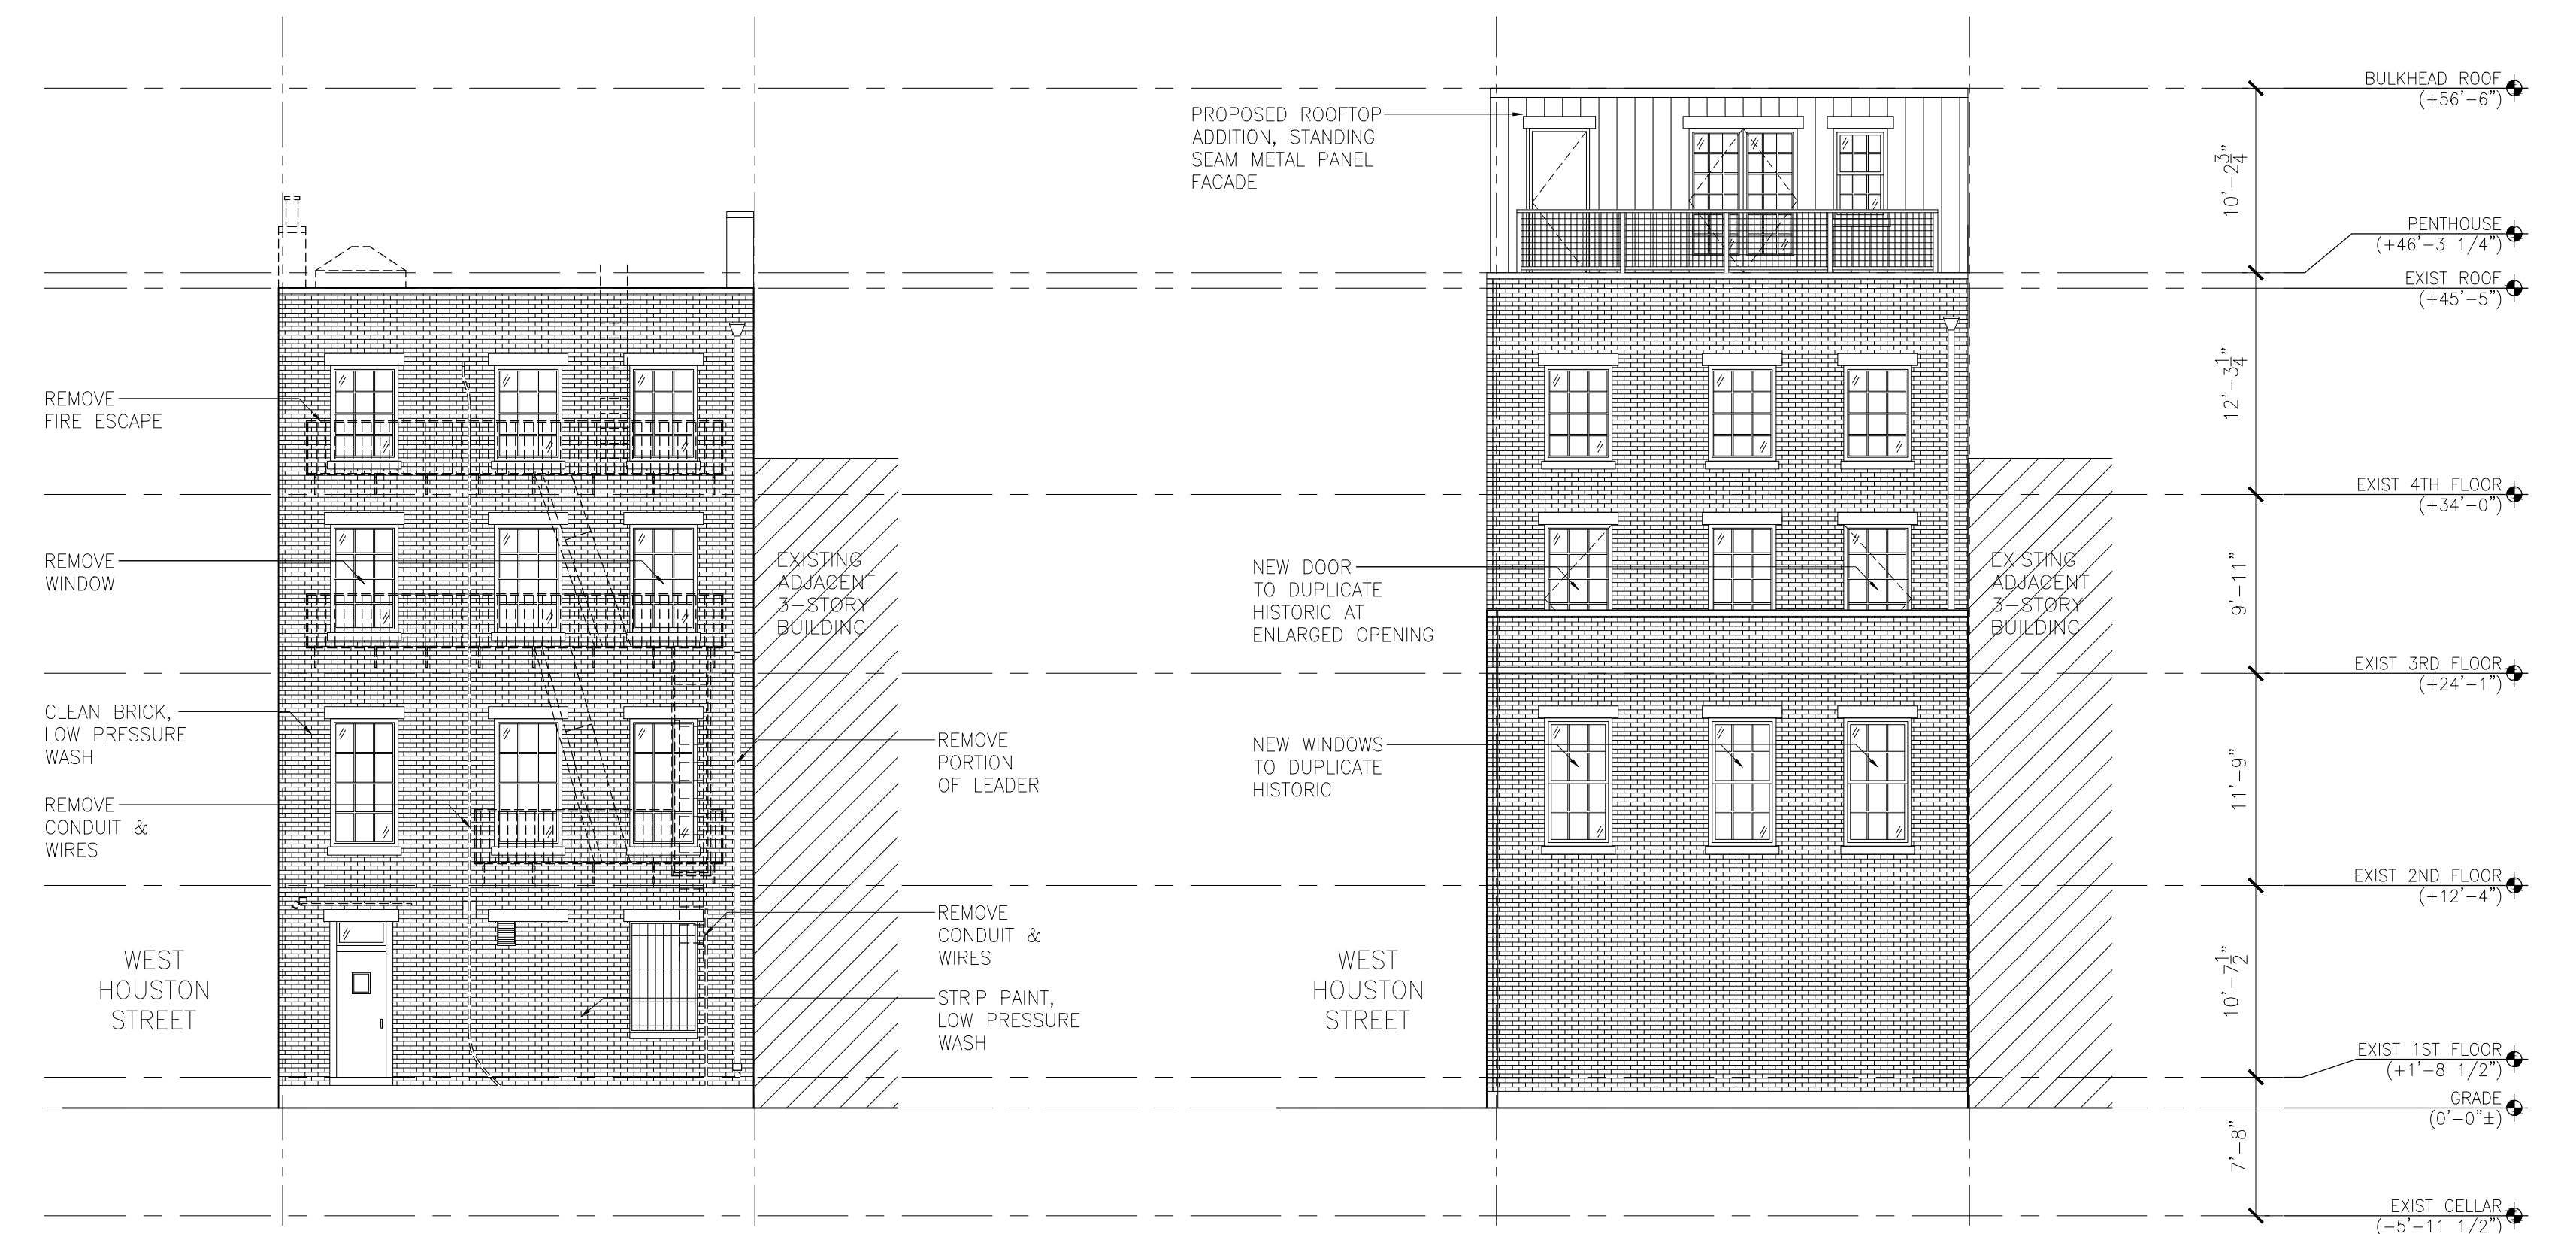 REMOVE
FIRE ESCAPE
REMOVE
WINDOW
CLEAN BRICK,
LOW PRESSURE
WASH
REMOVE
CONDUIT &
WIRES
WEST
HOUSTON
STREET
EXISTING
ADJACENT
3-STORY
BUILDING
REMOVE
PORTION
OF LEADER
REMOVE
CONDUIT &
WIRES
STRIP PAINT,
LOW PRESSURE
WASH
PROPOSED ROOFTOP
ADDITION, STANDING
SEAM METAL PANEL
FACADE
NEW DOOR
TO DUPLICATE
HISTORIC AT
ENLARGED OPENING
NEW WINDOWS
TO DUPLICATE
HISTORIC
WEST
HOUSTON
STREET
EXISTING
ADJACENT
3-STORY
BUILDING
10'-2 3/4"
12'-3 1/4"
9'-11"
11'-9"
10'-7 1/2"
7'-8"
BULKHEAD ROOF
(+56'-6")
PENTHOUSE
(+46'-3 1/4")
EXIST ROOF
(+45'-5")
EXIST 4TH FLOOR
(+34'-0")
EXIST 3RD FLOOR
(+24'-1")
EXIST 2ND FLOOR
(+12'-4")
EXIST 1ST FLOOR
(+1'-8 1/2")
GRADE
(0'-0"±)
EXIST CELLAR
(-5'-11 1/2")